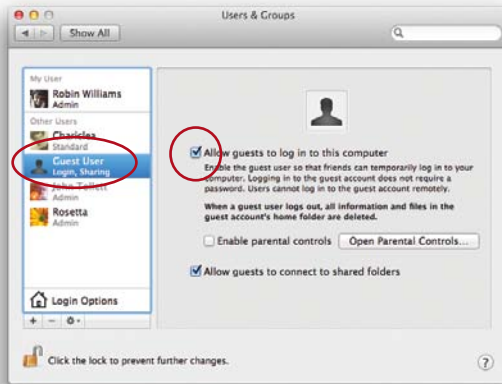 Users & Groups
Show All
My User
Robin Williams
Admin
Other Users
Chariclea
Standard
Guest User
Login, Sharing
John Tollett
Admin
Rosetta
Admin
Login Options
Allow guests to log in to this computer
Enable the guest user so that friends can temporarily log in to your
computer. Logging in to the guest account does not require a
password. Users cannot log in to the guest account remotely.
When a guest user logs out, all information and files in the
guest account's home folder are deleted.
Enable parental controls
Open Parental Controls...
Allow guests to connect to shared folders
Click the lock to prevent further changes.
?